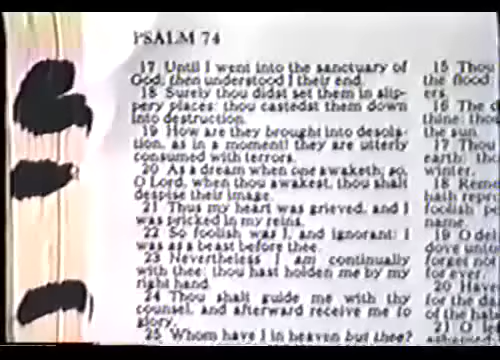 PSALM 74
17 Until I went into the sanctuary of
God; then understood I their end.
18 Surely thou didst set them in slip-
pery places: thou castedst them down
into destruction.
19 How are they brought into desola-
tion, as in a moment! they are utterly
consumed with terrors.
20 As a dream when one awaketh; so,
O Lord, when thou awakest, thou shalt
despise their image.
21 Thus my heart was grieved, and I
was pricked in my reins.
22 So foolish was I, and ignorant: I
was as a beast before thee.
23 Nevertheless I am continually
with thee: thou hast holden me by my
right hand.
24 Thou shalt guide me with thy
counsel, and afterward receive me to
glory.
25 Whom have I in heaven but thee?
15 Thou
the flood
ers.
16 The d
thine: thou
the sun.
17 Thou
earth: tho
winter.
18 Rem
hath repr
foolish pe
name.
19 O del
dove unto
forget not
for ever.
20 Have
for the da
of the hab
21 O le